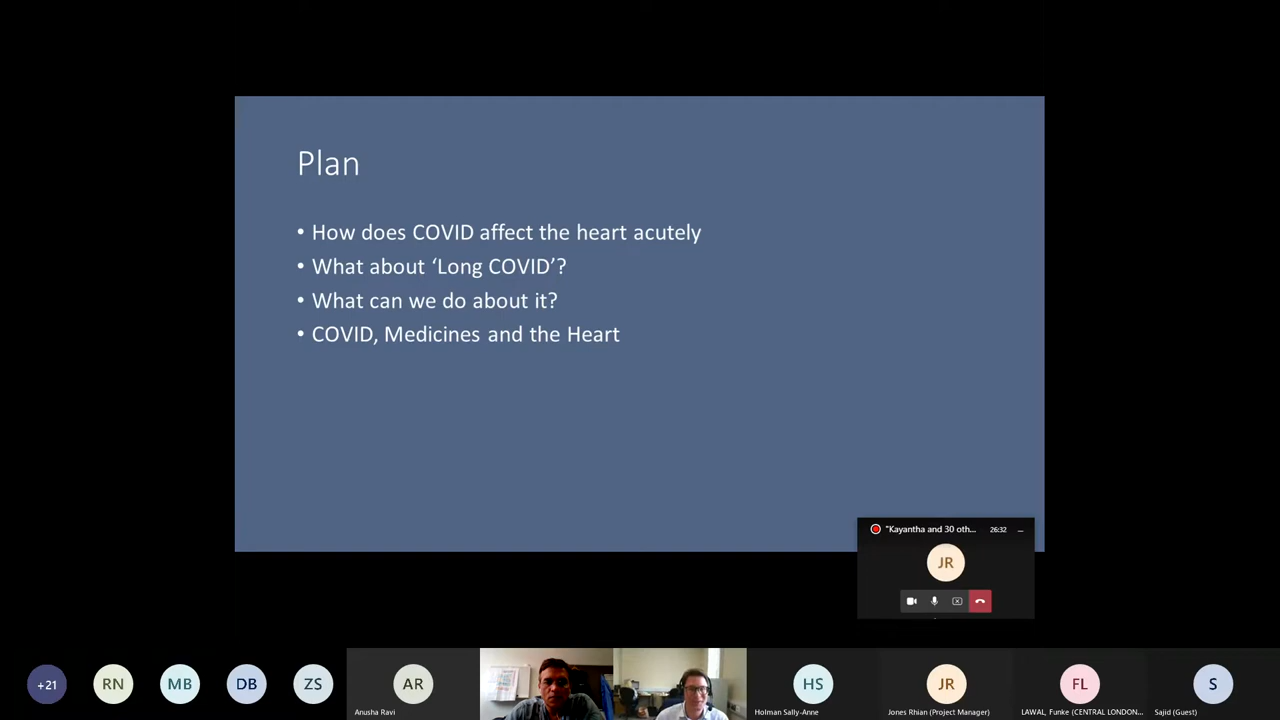 Plan
• How does COVID affect the heart acutely
• What about ‘Long COVID’?
• What can we do about it?
• COVID, Medicines and the Heart
"Kayantha and 30 oth... 26:32
JR
+21 RN MB DB ZS AR HS JR FL S
Anusha Ravi Holman Sally-Anne Jones Rhian (Project Manager) LAWAL, Funke (CENTRAL LONDON... Sajid (Guest)